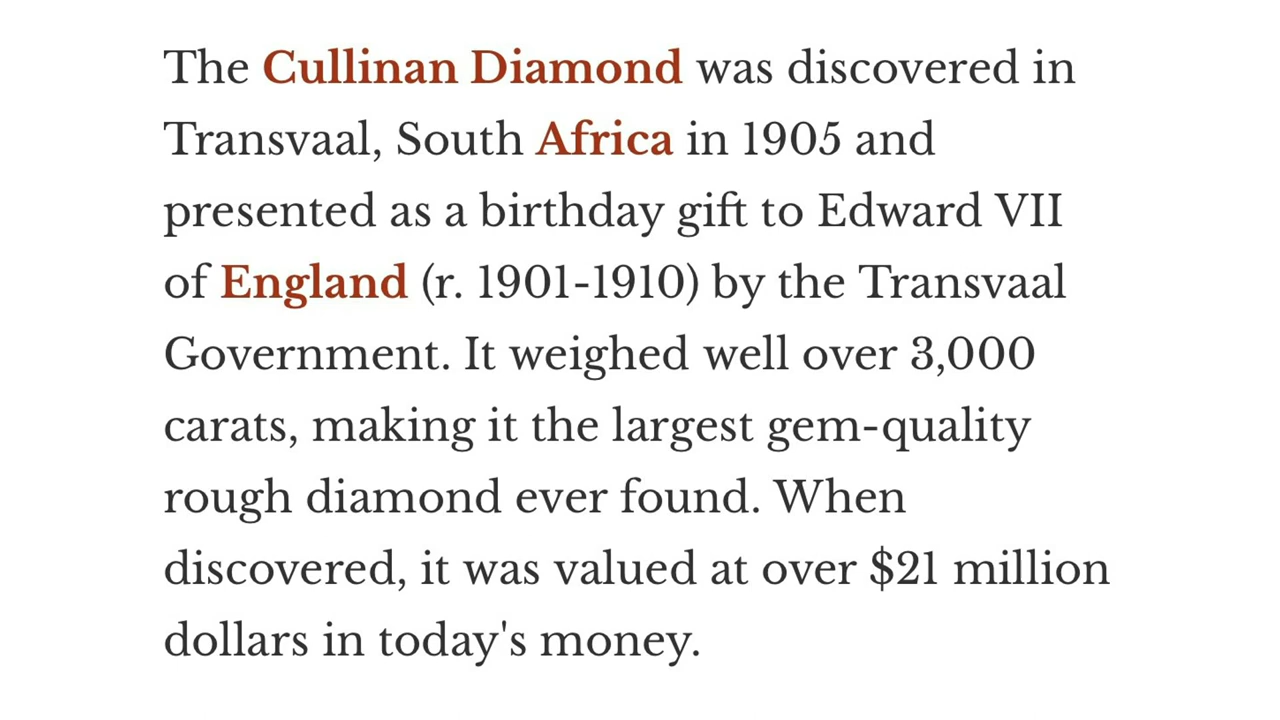 The Cullinan Diamond was discovered in
Transvaal, South Africa in 1905 and
presented as a birthday gift to Edward VII
of England (r. 1901-1910) by the Transvaal
Government. It weighed well over 3,000
carats, making it the largest gem-quality
rough diamond ever found. When
discovered, it was valued at over $21 million
dollars in today's money.